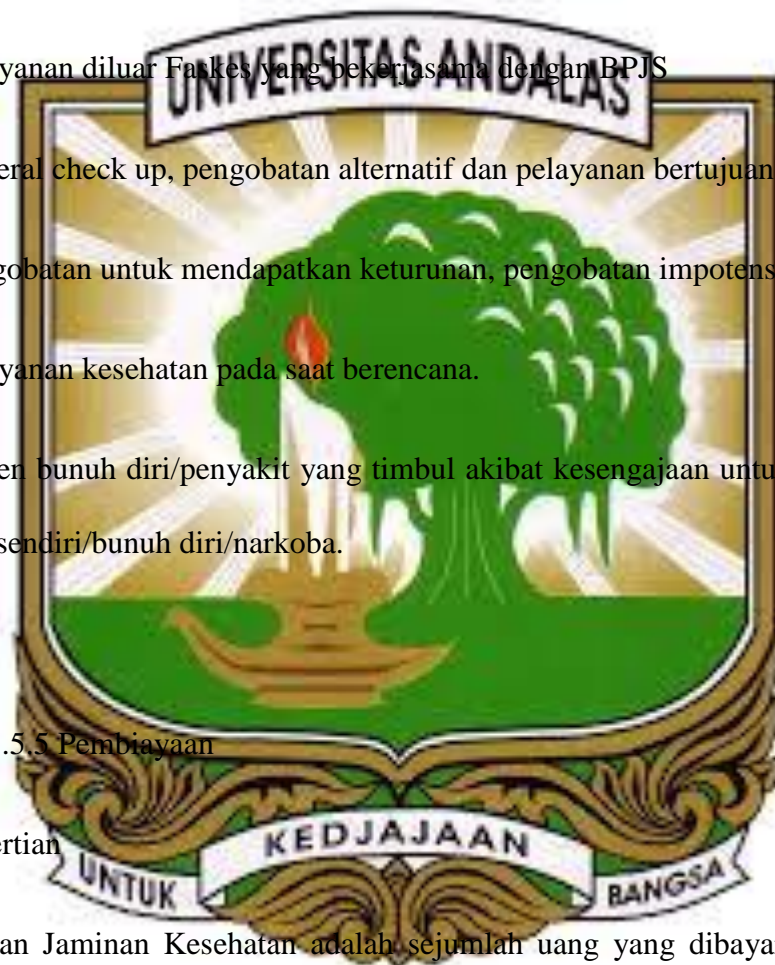 UNIVERSITAS ANDALAS
yanan diluar Faskes yang bekerjasama dengan BPJS
eral check up, pengobatan alternatif dan pelayanan bertujuan
gobatan untuk mendapatkan keturunan, pengobatan impotens
yanan kesehatan pada saat berencana.
en bunuh diri/penyakit yang timbul akibat kesengajaan untu
sendiri/bunuh diri/narkoba.
.5.5 Pembiayaan
ertian
UNTUK KEDJAJAAN BANGSA
an Jaminan Kesehatan adalah sejumlah uang yang dibaya